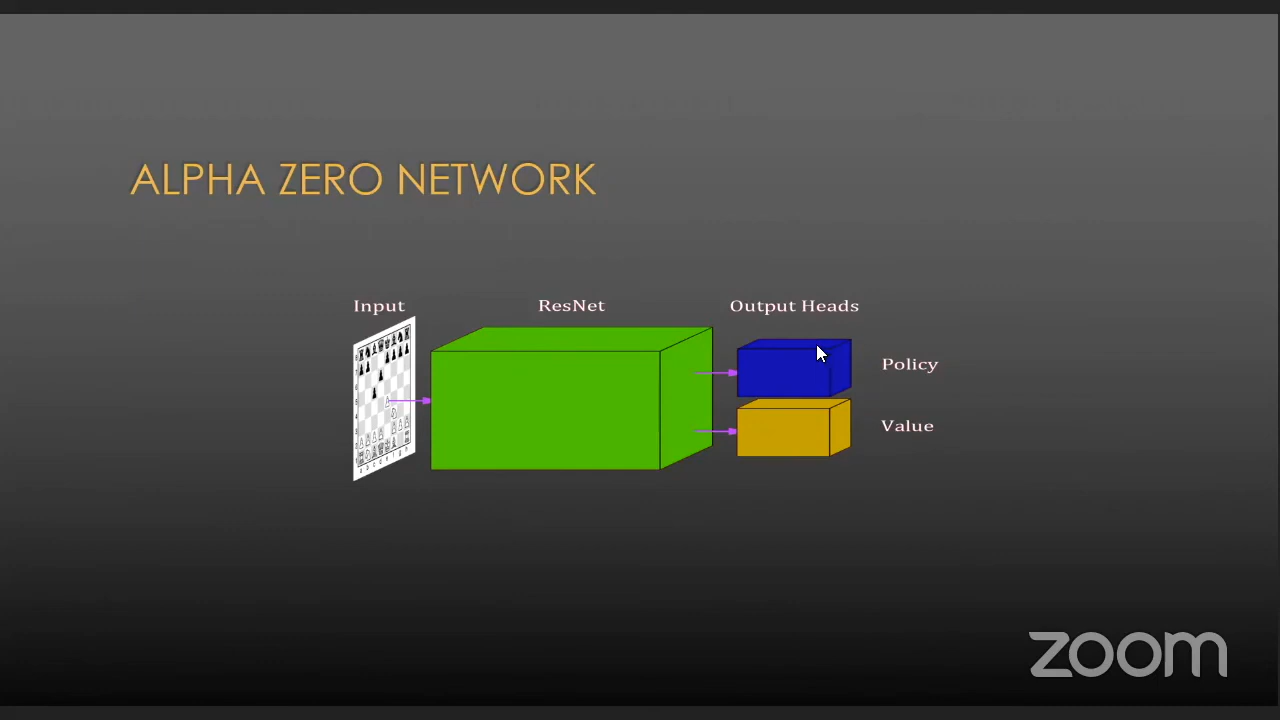 ALPHA ZERO NETWORK
Input
ResNet
Output Heads
Policy
Value
zoom